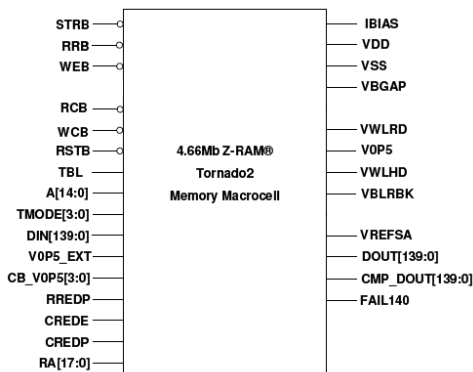 STRB
RRB
WEB
RCB
WCB
RSTB
TBL
A[14:0]
TMODE[3:0]
DIN[139:0]
V0P5_EXT
CB_V0P5[3:0]
RREDP
CREDE
CREDP
RA[17:0]
4.66Mb Z-RAM®
Tornado2
Memory Macrocell
IBIAS
VDD
VSS
VBGAP
VWLRD
V0P5
VWLHD
VBLRBK
VREFSA
DOUT[139:0]
CMP_DOUT[139:0]
FAIL140